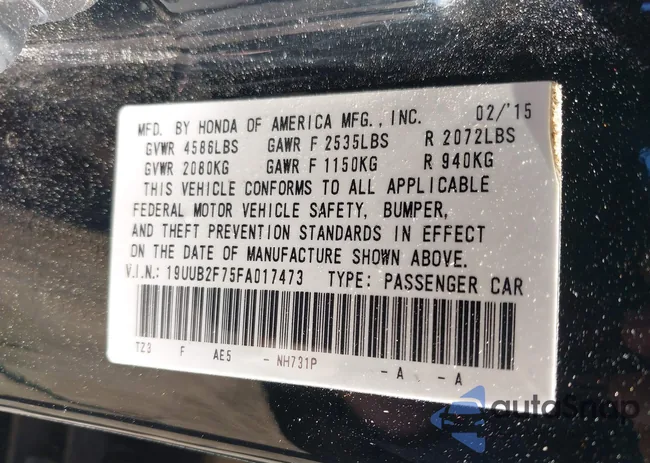 MFD. BY HONDA OF AMERICA MFG., INC. 02/'15
GVWR 4586LBS GAWR F 2535LBS R 2072LBS
GVWR 2080KG GAWR F 1150KG R 940KG
THIS VEHICLE CONFORMS TO ALL APPLICABLE
FEDERAL MOTOR VEHICLE SAFETY, BUMPER,
AND THEFT PREVENTION STANDARDS IN EFFECT
ON THE DATE OF MANUFACTURE SHOWN ABOVE.
V.I.N.: 19UUB2F75FA017473 TYPE: PASSENGER CAR
TZ3 F AE5 - NH731P -A -A
autoSnap